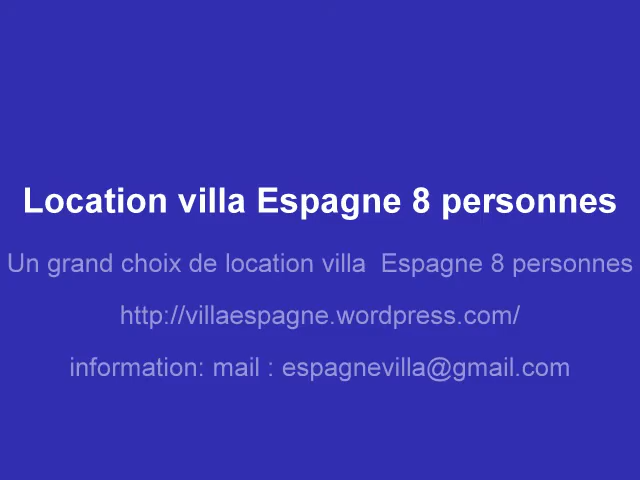 Location villa Espagne 8 personnes
Un grand choix de location villa  Espagne 8 personnes
http://villaespagne.wordpress.com/
information: mail : espagnevilla@gmail.com